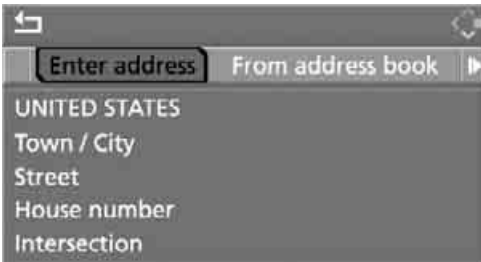 Enter address From address book
UNITED STATES
Town / City
Street
House number
Intersection